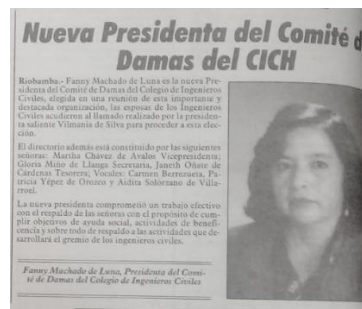 Nueva Presidenta del Comité d
Damas del CICH
Riobamba.- Fanny Machado de Luna es la nueva Pre-
sidenta del Comité de Damas del Colegio de Ingenieros
Civiles, elegida en una reunión de esta importante y
destacada organización, las esposas de los Ingenieros
Civiles acudieron al llamado realizado por la presiden-
ta saliente Vilmania de Silva para proceder a esta elec-
ción.
El directorio además está constituido por las siguientes
señoras: Martha Chávez de Avalos Vicepresidenta;
Gloria Miño de Llanga Secretaria, Janeth Oñate de
Cárdenas Tesorera; Vocales: Carmen Berrezueta, Pa-
tricia Yépez de Orozco y Aidita Solórzano de Villa-
rroel.
La nueva presidenta comprometió un trabajo efectivo
con el respaldo de las señoras con el propósito de cum-
plir objetivos de ayuda social, actividades de benefi-
cencia y sobre todo de respaldo a las actividades que de-
sarrollará el gremio de los ingenieros civiles.
Fanny Machado de Luna, Presidenta del Comi-
té de Damas del Colegio de Ingenieros Civiles